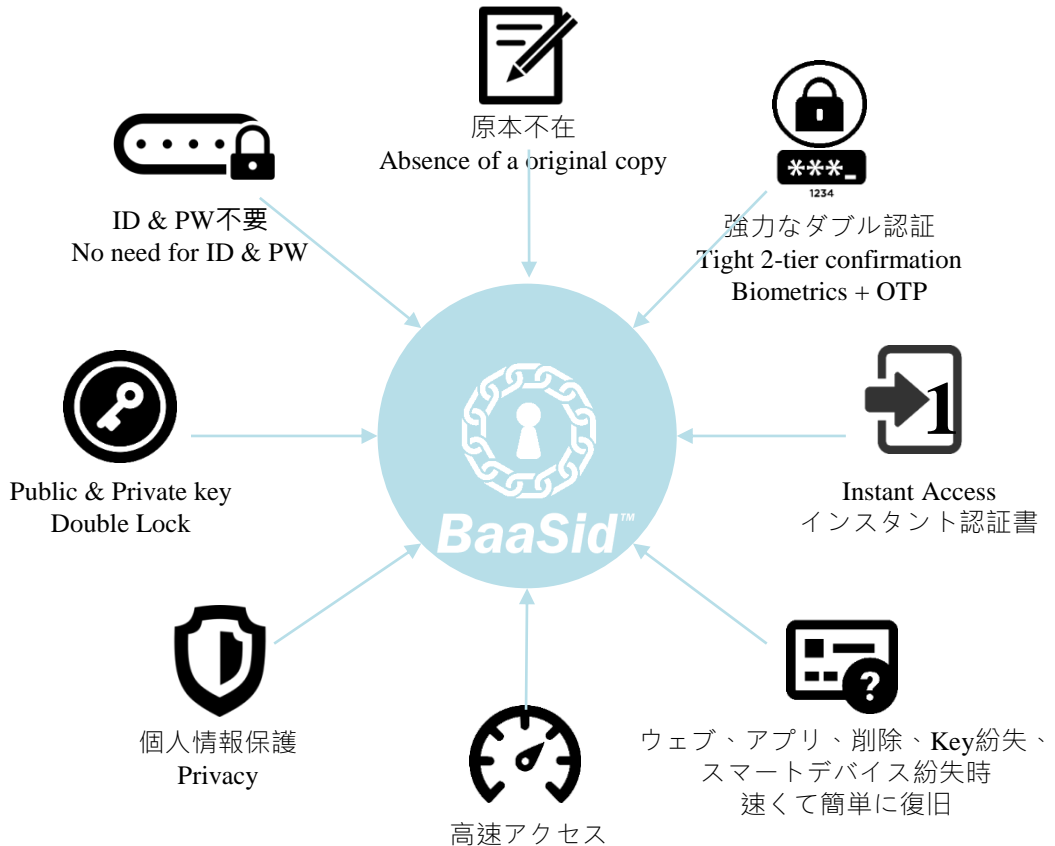 原本不在
Absence of a original copy
***_
1234
強力なダブル認証
Tight 2-tier confirmation
Biometrics + OTP
ID & PW不要
No need for ID & PW
1
Public & Private key
Double Lock
BaaSid™
Instant Access
インスタント認証書
個人情報保護
Privacy
?
ウェブ、アプリ、削除、Key紛失、
スマートデバイス紛失時
速くて簡単に復旧
高速アクセス